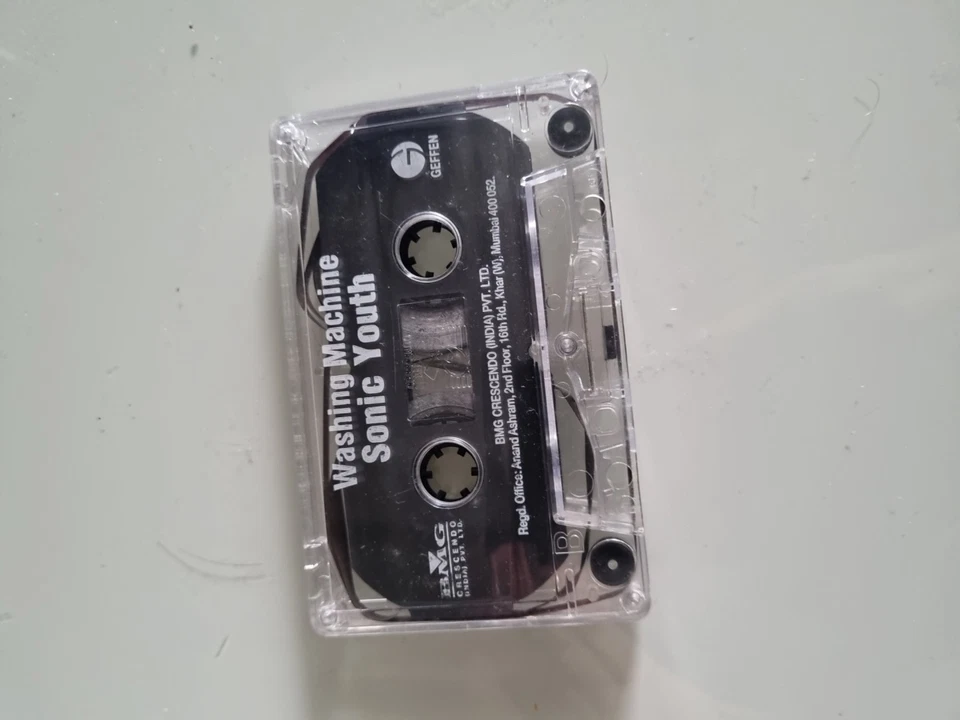 Washing Machine
Sonic Youth
GEFFEN
BMG
CRESCENDO
(INDIA) PVT. LTD.
BMG CRESCENDO (INDIA) PVT. LTD.
Regd. Office: Anand Ashram, 2nd Floor, 16th Rd., Khar (W), Mumbai 400 052.
B